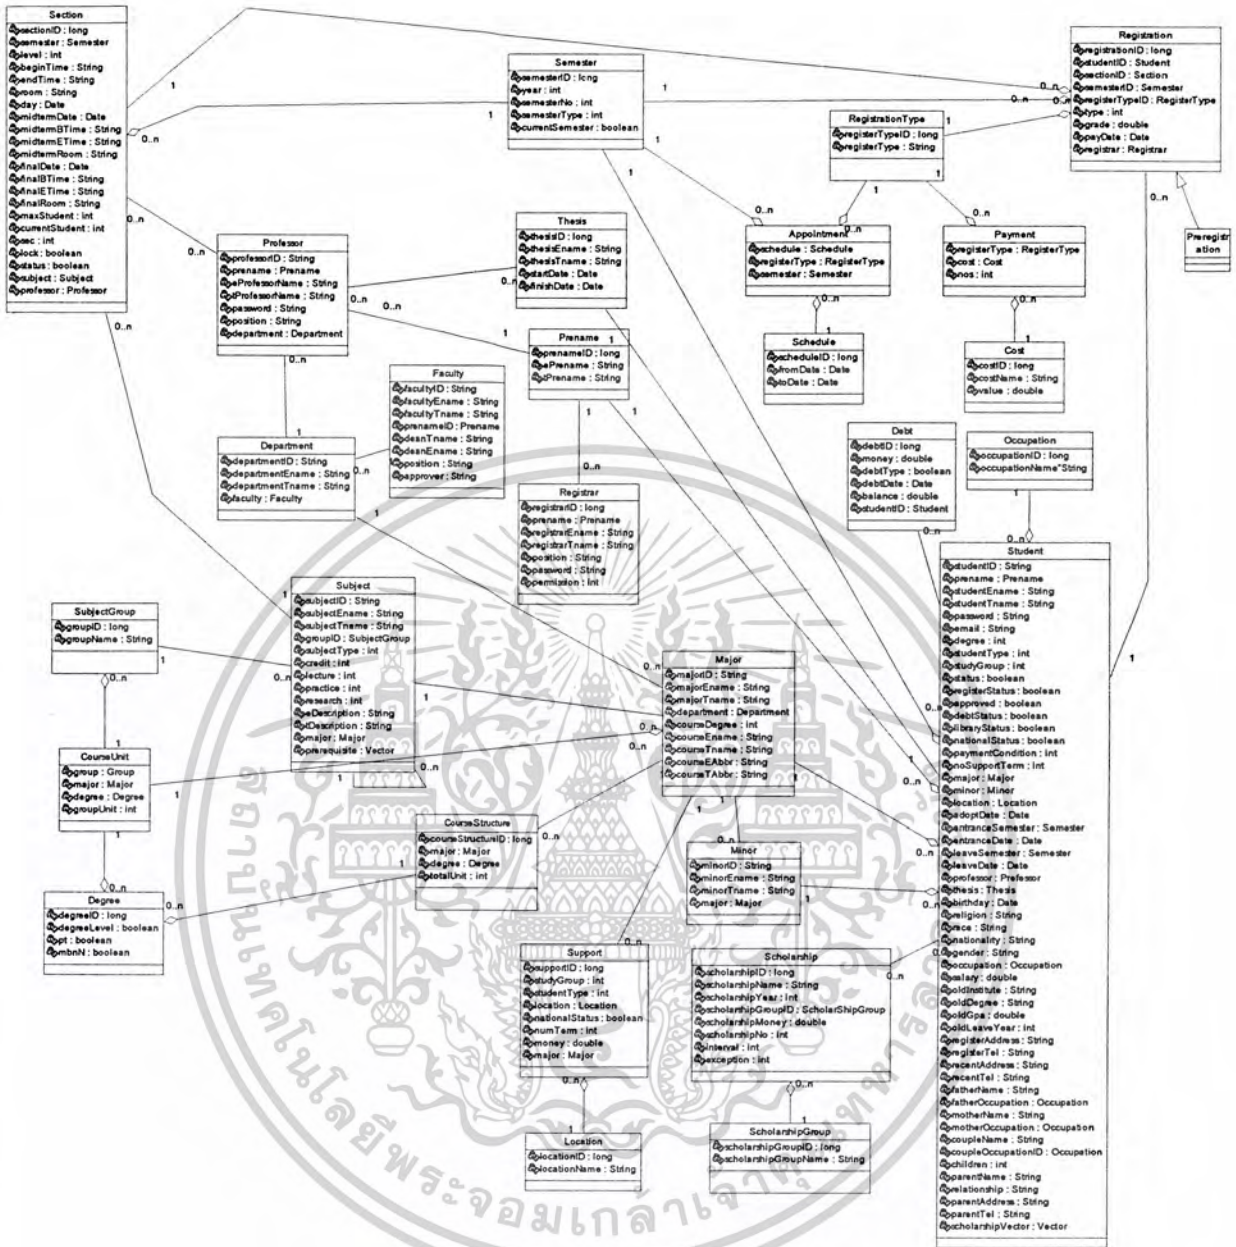 Section
sectionID : long
semester : Semester
level : int
beginTime : String
endTime : String
room : String
day : Date
midtermDate : Date
midtermBTime : String
midtermETime : String
midtermRoom : String
finalDate : Date
finalBTime : String
finalETime : String
finalRoom : String
maxStudent : int
currentStudent : int
sec : int
lock : boolean
status : boolean
subject : Subject
professor : Professor
Semester
semesterID : long
year : int
semesterNo : int
semesterType : int
currentSemester : boolean
Registration
registrationID : long
studentID : Student
sectionID : Section
semesterID : Semester
registerTypeID : RegisterType
type : int
grade : double
payDate : Date
registrar : Registrar
RegistrationType
registerTypeID : long
registerType : String
Preregistr
ation
Professor
professorID : String
prename : Prename
eProfessorName : String
tProfessorName : String
password : String
position : String
department : Department
Thesis
thesisID : long
thesisEname : String
thesisTname : String
startDate : Date
finishDate : Date
Appointment
schedule : Schedule
registerType : RegisterType
semester : Semester
Payment
registerType : RegisterType
cost : Cost
nos : int
Prename
prenameID : long
ePrename : String
tPrename : String
Schedule
scheduleID : long
fromDate : Date
toDate : Date
Cost
costID : long
costName : String
value : double
Faculty
facultyID : String
facultyEname : String
facultyTname : String
prenameID : Prename
deanTname : String
deanEname : String
position : String
approver : String
Department
departmentID : String
departmentEname : String
departmentTname : String
faculty : Faculty
Debt
debtID : long
money : double
debtType : boolean
debtDate : Date
balance : double
studentID : Student
Occupation
occupationID : long
occupationName"String
Registrar
registrarID : long
prename : Prename
registrarEname : String
registrarTname : String
position : String
password : String
permission : int
Subject
subjectID : String
subjectEname : String
subjectTname : String
groupID : SubjectGroup
subjectType : int
credit : int
lecture : int
practice : int
research : int
eDescription : String
tDescription : String
major : Major
prerequisite : Vector
SubjectGroup
groupID : long
groupName : String
CourseUnit
group : Group
major : Major
degree : Degree
groupUnit : int
Degree
degreeID : long
degreeLevel : boolean
pt : boolean
mbnN : boolean
Major
majorID : String
majorEname : String
majorTname : String
department : Department
courseDegree : int
courseEname : String
courseTname : String
courseEAbbr : String
courseTAbbr : String
CourseStructure
courseStructureID : long
major : Major
degree : Degree
totalUnit : int
Minor
minorID : String
minorEname : String
minorTname : String
major : Major
Support
supportID : long
studyGroup : int
studentType : int
location : Location
nationalStatus : boolean
numTerm : int
money : double
major : Major
Scholarship
scholarshipID : long
scholarshipName : String
scholarshipYear : int
scholarshipGroupID : ScholarShipGroup
scholarshipMoney : double
scholarshipNo : int
interval : int
exception : int
Location
locationID : long
locationName : String
ScholarshipGroup
scholarshipGroupID : long
scholarshipGroupName : String
Student
studentID : String
prename : Prename
studentEname : String
studentTname : String
password : String
email : String
degree : int
studentType : int
studyGroup : int
status : boolean
registerStatus : boolean
approved : boolean
debtStatus : boolean
libraryStatus : boolean
nationalStatus : boolean
paymentCondition : int
noSupportTerm : int
major : Major
minor : Minor
location : Location
adoptDate : Date
entranceSemester : Semester
entranceDate : Date
leaveSemester : Semester
leaveDate : Date
professor : Professor
thesis : Thesis
birthday : Date
religion : String
race : String
nationality : String
gender : String
occupation : Occupation
salary : double
oldInstitute : String
oldDegree : String
oldGpa : double
oldLeaveYear : int
registerAddress : String
registerTel : String
recentAddress : String
recentTel : String
fatherName : String
fatherOccupation : Occupation
motherName : String
motherOccupation : Occupation
coupleName : String
coupleOccupationID : Occupation
children : int
parentName : String
relationship : String
parentAddress : String
parentTel : String
scholarshipVector : Vector